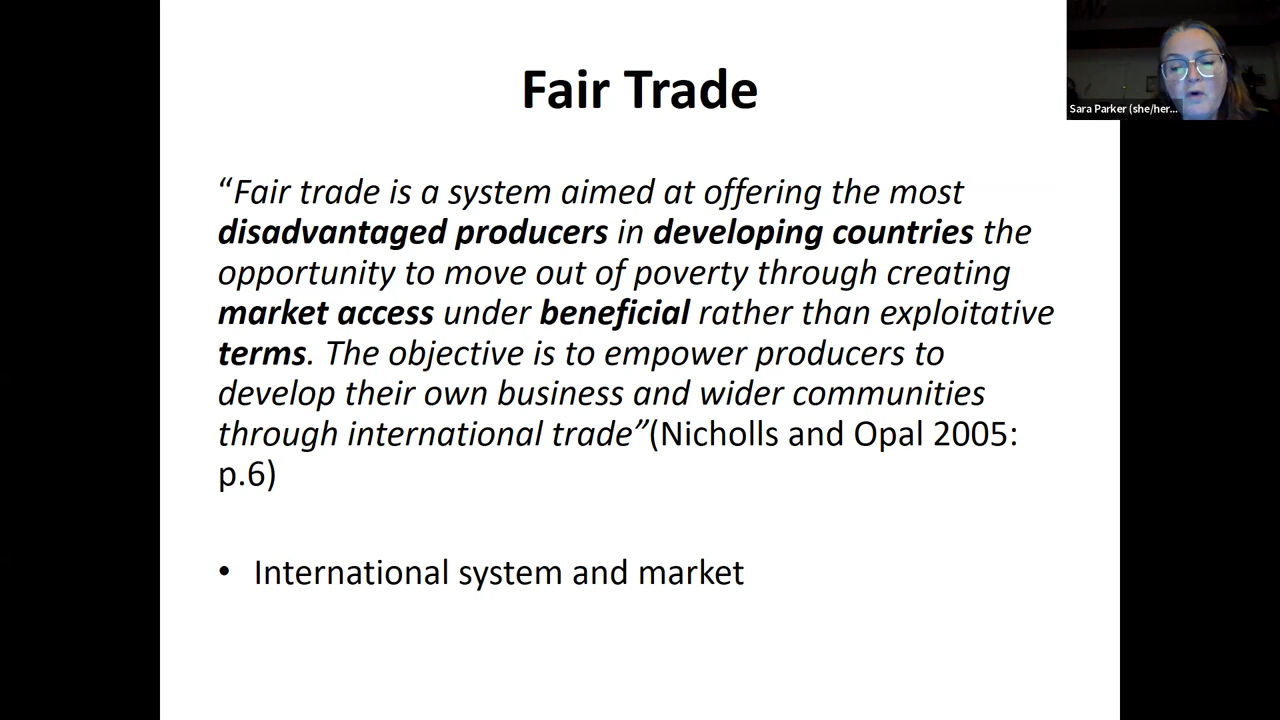 Fair Trade
Sara Parker (she/her...
“Fair trade is a system aimed at offering the most
disadvantaged producers in developing countries the
opportunity to move out of poverty through creating
market access under beneficial rather than exploitative
terms. The objective is to empower producers to
develop their own business and wider communities
through international trade”(Nicholls and Opal 2005:
p.6)
• International system and market